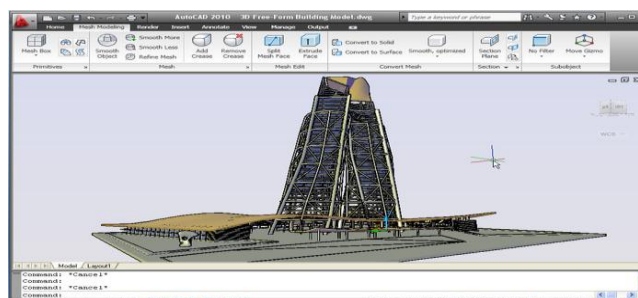 AutoCAD 2010 3D Free-Form Building Model.dwg
Type a keyword or phrase
Home Mesh Modeling Render Insert Annotate View Manage Output
Mesh Box
Smooth Object
Smooth More
Smooth Less
Refine Mesh
Add Crease
Remove Crease
Split Mesh Face
Extrude Face
Convert to Solid
Convert to Surface
Smooth, optimized
Section Plane
No Filter
Move Gizmo
Primitives Mesh Mesh Edit Convert Mesh Section Subobject
WCS
Model Layout1
Command: *Cancel*
Command:
Command: *Cancel*
Command: